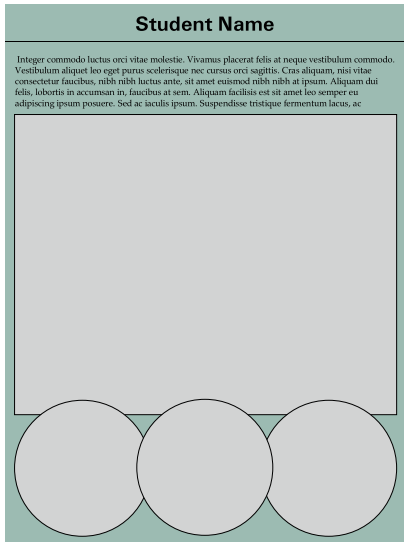 Student Name
Integer commodo luctus orci vitae molestie. Vivamus placerat felis at neque vestibulum commodo.
Vestibulum aliquet leo eget purus scelerisque nec cursus orci sagittis. Cras aliquam, nisi vitae
consectetur faucibus, nibh nibh luctus ante, sit amet euismod nibh nibh at ipsum. Aliquam dui
felis, lobortis in accumsan in, faucibus at sem. Aliquam facilisis est sit amet leo semper eu
adipiscing ipsum posuere. Sed ac iaculis ipsum. Suspendisse tristique fermentum lacus, ac